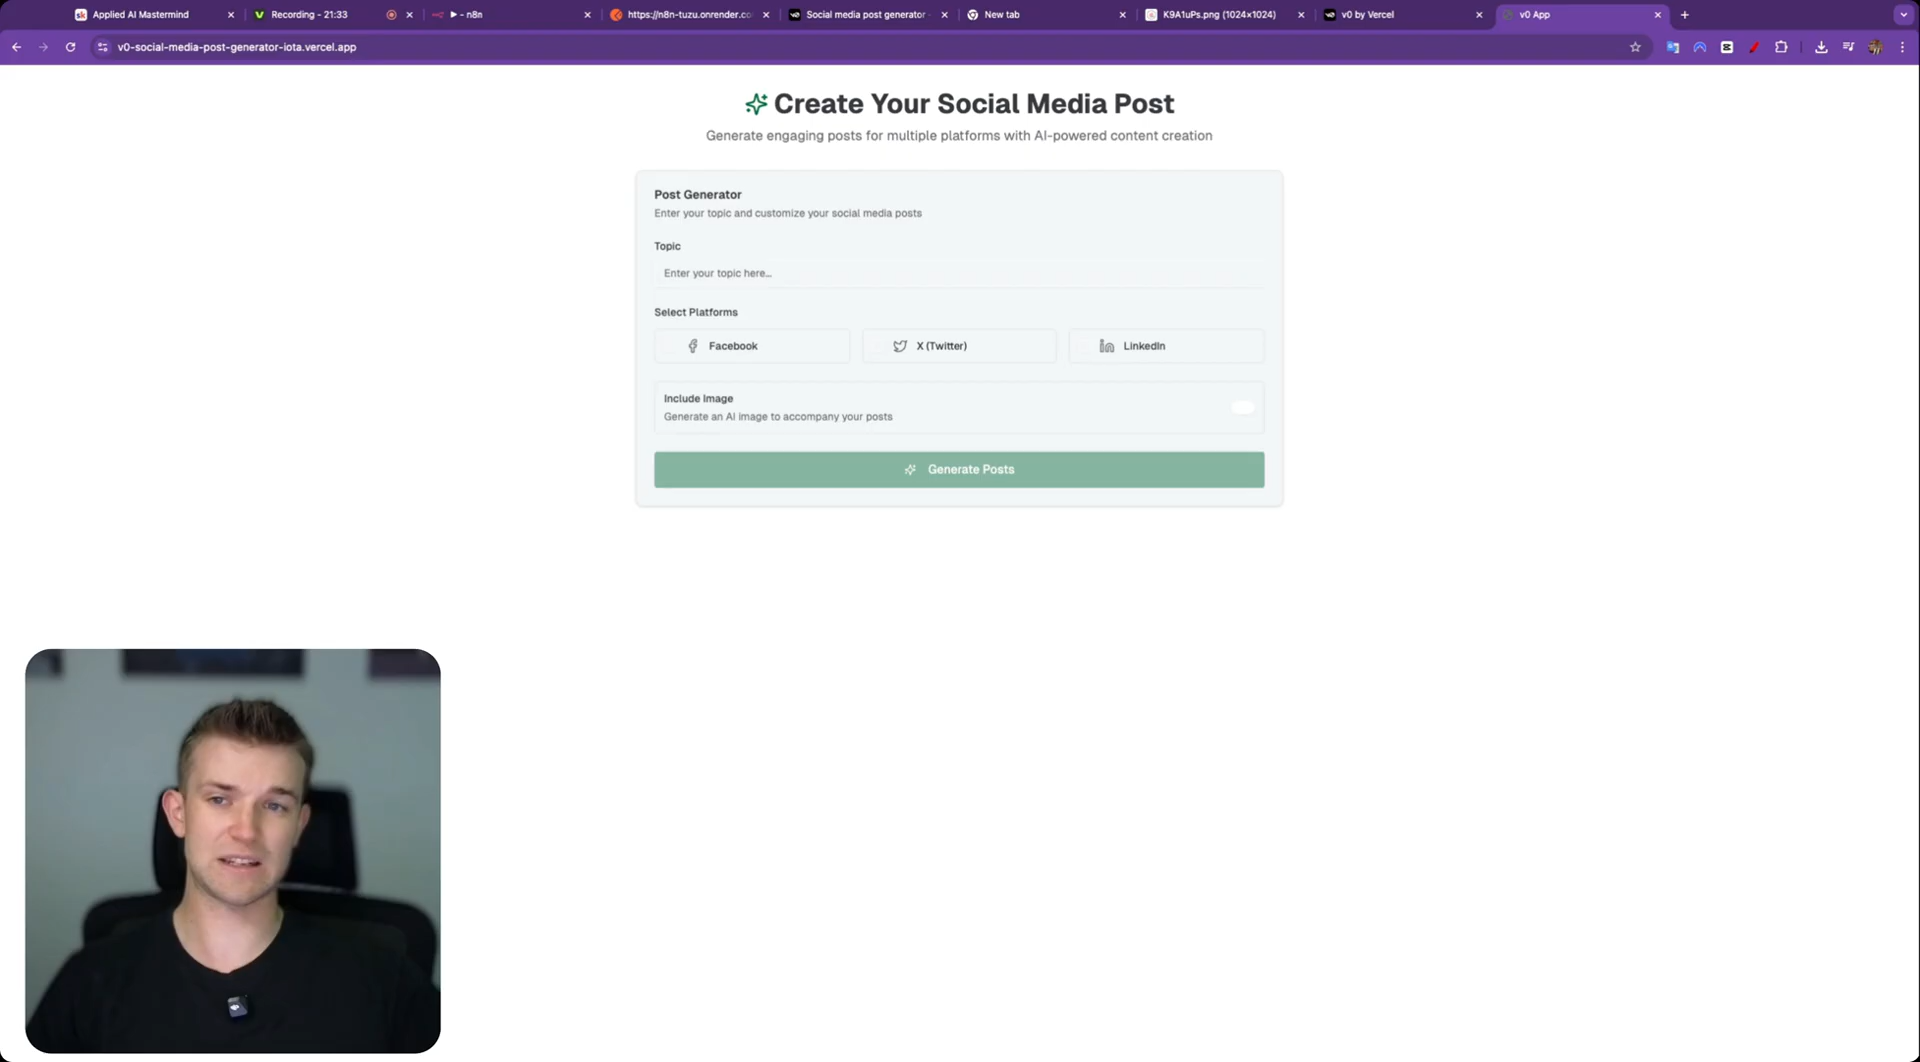 Applied AI Mastermind
Recording - 21:33
▶ - n8n
https://n8n-tuzu.onrender.co
Social media post generator
New tab
K9A1uPs.png (1024×1024)
v0 by Vercel
v0 App
v0-social-media-post-generator-iota.vercel.app
Create Your Social Media Post
Generate engaging posts for multiple platforms with AI-powered content creation
Post Generator
Enter your topic and customize your social media posts
Topic
Enter your topic here...
Select Platforms
Facebook
X (Twitter)
LinkedIn
Include Image
Generate an AI image to accompany your posts
Generate Posts